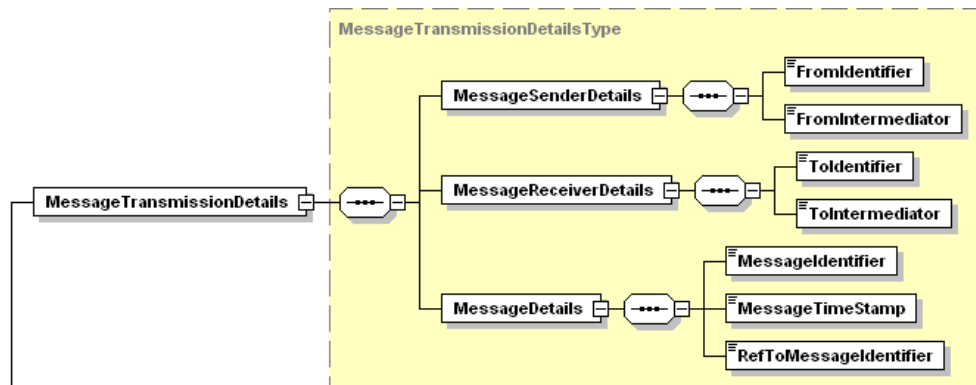 MessageTransmissionDetailsType
MessageTransmissionDetails
MessageSenderDetails
FromIdentifier
FromIntermediator
MessageReceiverDetails
ToIdentifier
ToIntermediator
MessageDetails
MessageIdentifier
MessageTimeStamp
RefToMessageIdentifier